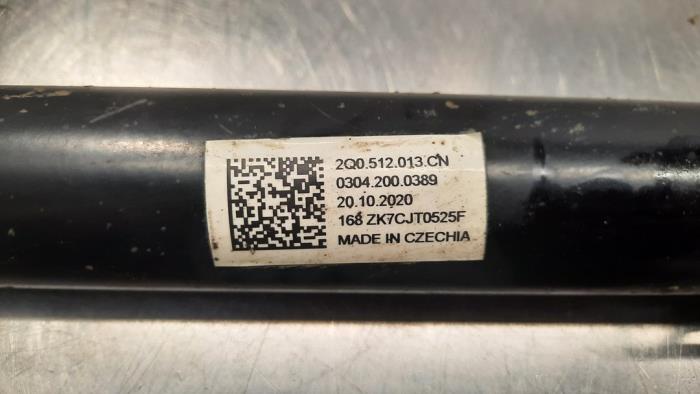 2Q0.512.013.CN
0304.200.0389
20.10.2020
168 ZK7CJT0525F
MADE IN CZECHIA